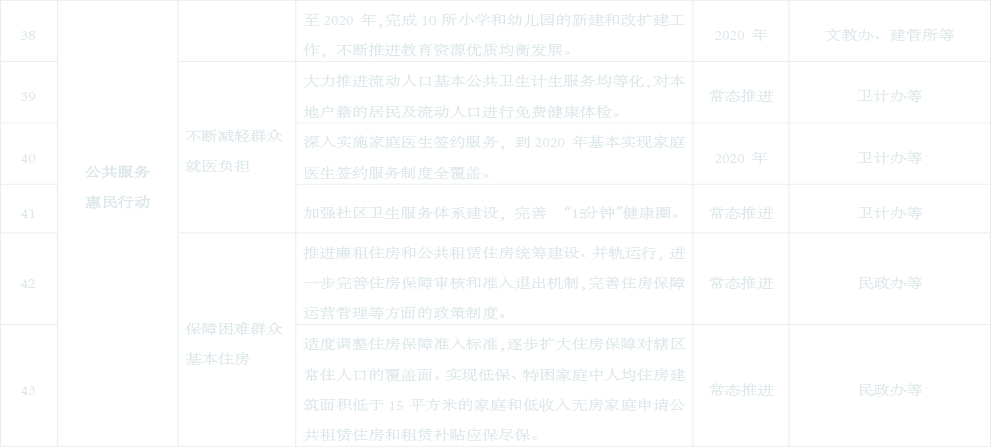 38
公共服务
惠民行动
至 2020 年,完成 10 所小学和幼儿园的新建和改扩建工
作，不断推进教育资源优质均衡发展。
2020 年
文教办、建管所等
39
不断减轻群众
就医负担
大力推进流动人口基本公共卫生计生服务均等化,对本
地户籍的居民及流动人口进行免费健康体检。
常态推进
卫计办等
40
深入实施家庭医生签约服务，到 2020 年基本实现家庭
医生签约服务制度全覆盖。
2020 年
卫计办等
41
加强社区卫生服务体系建设，完善 “15分钟”健康圈。
常态推进
卫计办等
42
保障困难群众
基本住房
推进廉租住房和公共租赁住房统筹建设、并轨运行，进
一步完善住房保障审核和准入退出机制,完善住房保障
运营管理等方面的政策制度。
常态推进
民政办等
43
适度调整住房保障准入标准,逐步扩大住房保障对辖区
常住人口的覆盖面。实现低保、特困家庭中人均住房建
筑面积低于 15 平方米的家庭和低收入无房家庭申请公
共租赁住房和租赁补贴应保尽保。
常态推进
民政办等